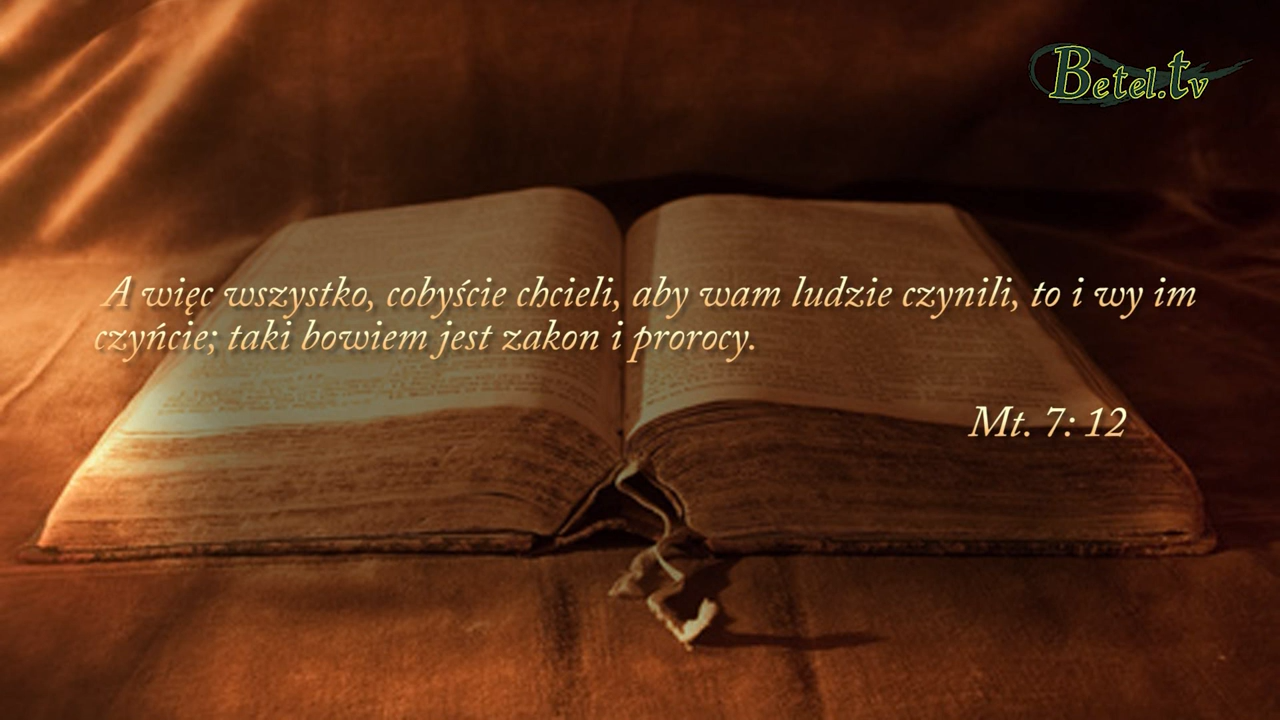 Betel.tv
A więc wszystko, cobyście chcieli, aby wam ludzie czynili, to i wy im
czyńcie; taki bowiem jest zakon i prorocy.
Mt. 7: 12